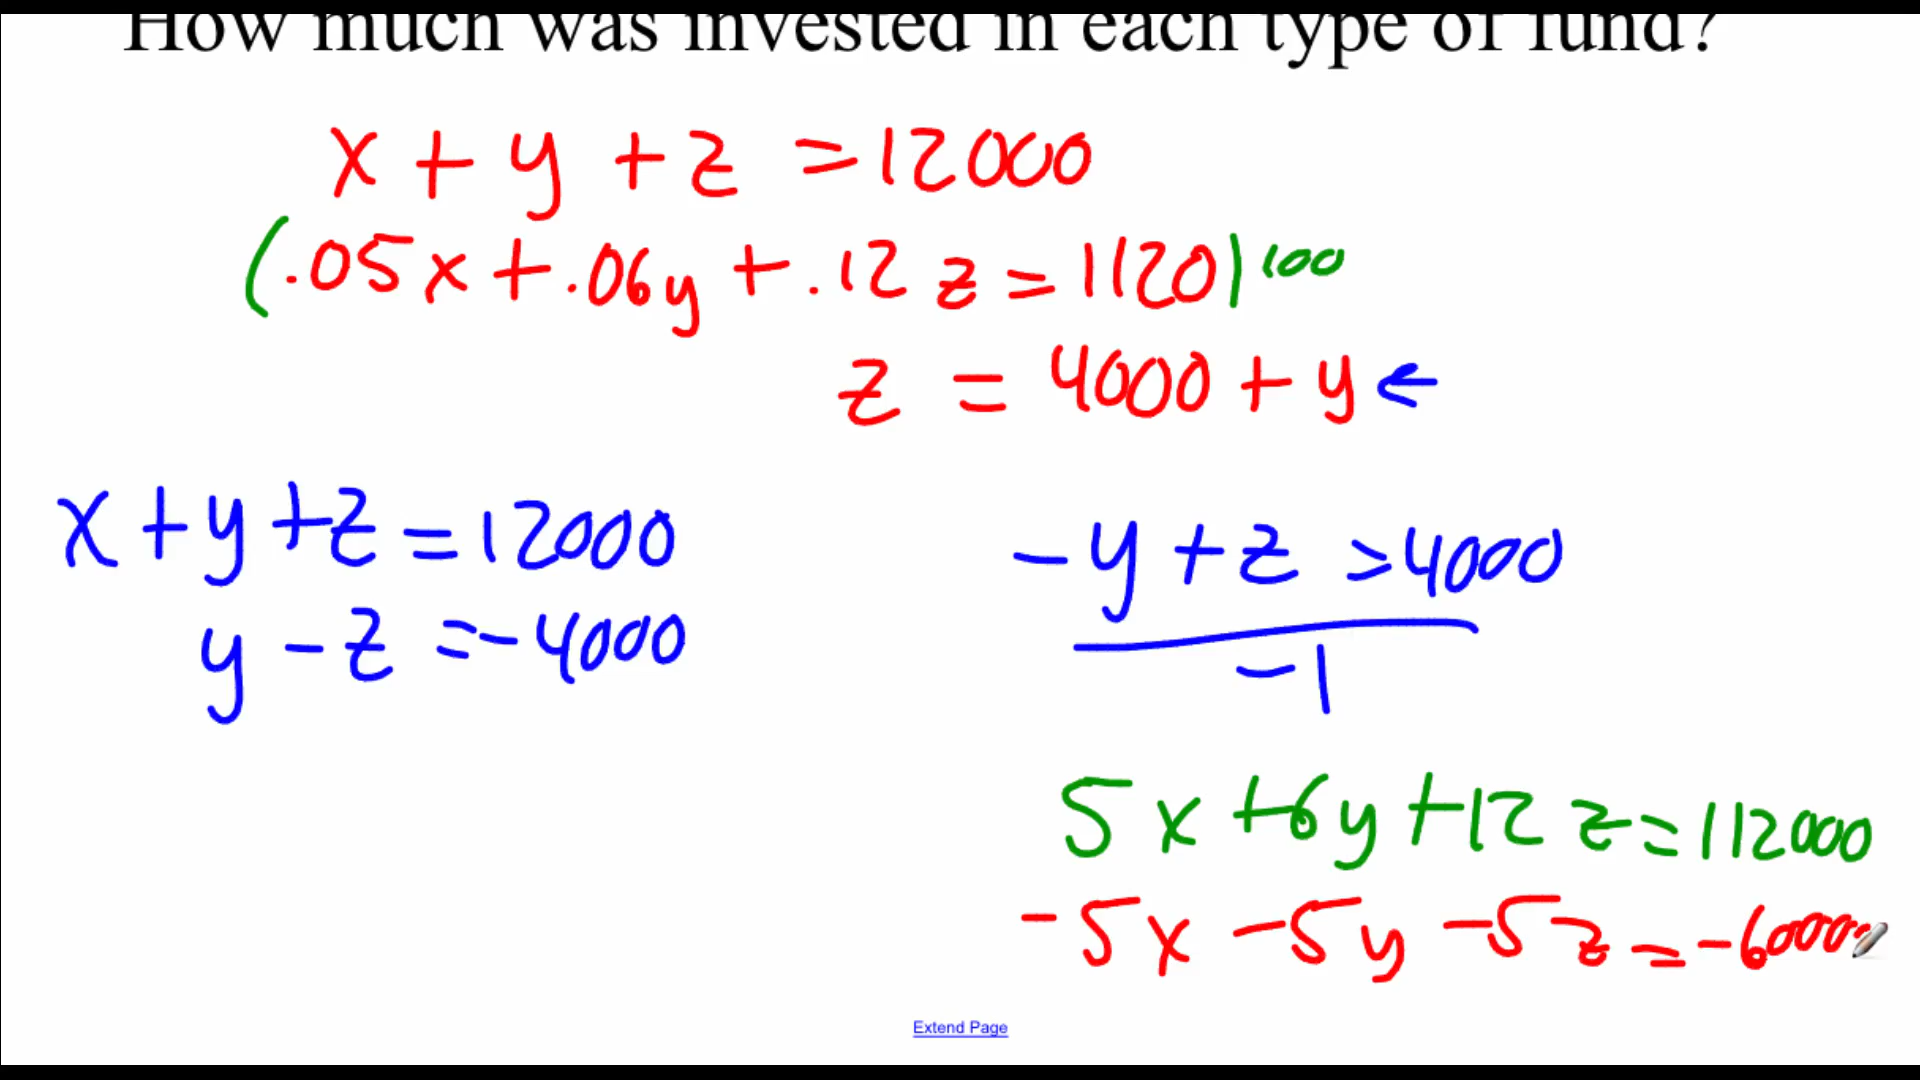 How much was invested in each type of fund?
x + y + z = 12000
(.05x + .06y + .12z = 1120)100
z = 4000 + y ←
x + y + z = 12000
-y + z = 4000
y - z = -4000
-1
5x + 6y + 12z = 112000
-5x - 5y - 5z = -60000
Extend Page